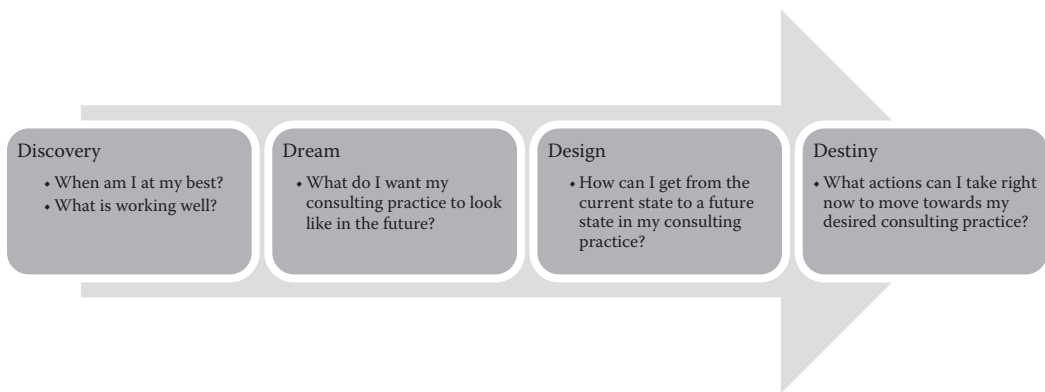 Discovery
• When am I at my best?
• What is working well?
Dream
• What do I want my
consulting practice to look
like in the future?
Design
• How can I get from the
current state to a future
state in my consulting
practice?
Destiny
• What actions can I take right
now to move towards my
desired consulting practice?